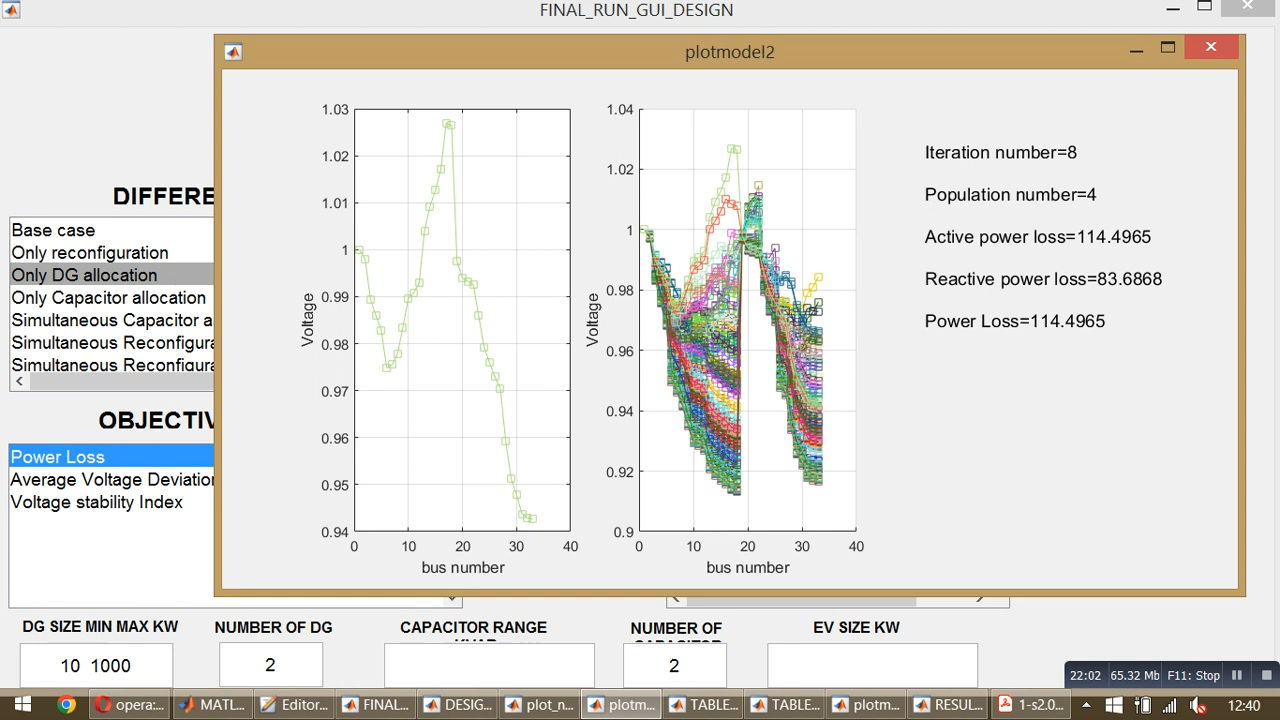 FINAL_RUN_GUI_DESIGN
plotmodel2
1.03
1.02
1.01
1
0.99
0.98
0.97
0.96
0.95
0.94
0 10 20 30 40
Voltage
bus number
1.04
1.02
1
0.98
0.96
0.94
0.92
0.9
0 10 20 30 40
Voltage
bus number
Iteration number=8
Population number=4
Active power loss=114.4965
Reactive power loss=83.6868
Power Loss=114.4965
DIFFERE
Base case
Only reconfiguration
Only DG allocation
Only Capacitor allocation
Simultaneous Capacitor a
Simultaneous Reconfigura
Simultaneous Reconfigura
OBJECTIV
Power Loss
Average Voltage Deviation
Voltage stability Index
DG SIZE MIN MAX KW
10 1000
NUMBER OF DG
2
CAPACITOR RANGE
NUMBER OF
2
EV SIZE KW
22:02 65.32 Mb F11: Stop
opera:... MATL... Editor... FINAL... DESIG... plot_n... plotm... TABLE... TABLE... plotm... RESUL... 1-s2.0... 12:40